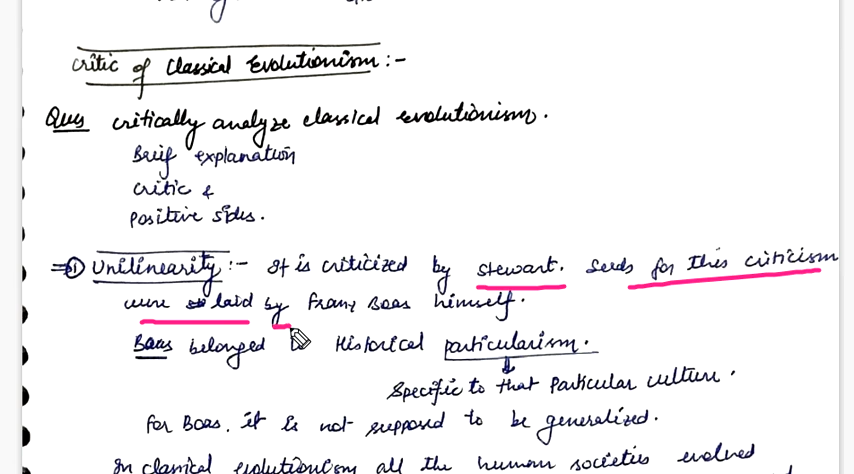 Critic of Classical Evolutionism :-
Ques critically analyze classical evolutionism.
Brief explanation
critic &
positive sides.
⇒① Unilinearity :- It is criticized by Stewart. Seeds for this criticism
were laid by Franz Boas himself.
Boas belonged to Historical particularism.
Specific to that Particular culture.
for Boas, it is not supposed to be generalized.
In classical evolutionism all the human societies evolved